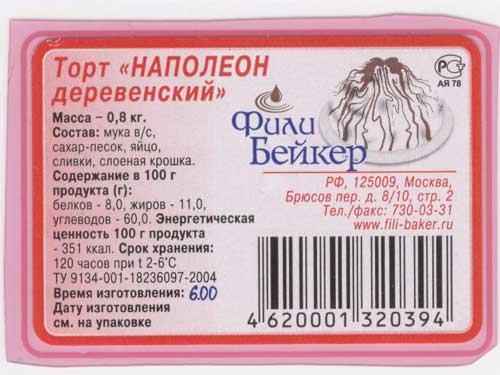 Торт «НАПОЛЕОН
деревенский»
Масса – 0,8 кг.
Состав: мука в/с,
сахар-песок, яйцо,
сливки, слоеная крошка.
Содержание в 100 г
продукта (г):
белков - 8,0, жиров - 11,0,
углеводов - 60,0. Энергетическая
ценность 100 г продукта
- 351 ккал. Срок хранения:
120 часов при t 2-6°С
ТУ 9134-001-18236097-2004
Время изготовления: 6.00
Дату изготовления
см. на упаковке
РСТ
АЯ 78
Фили
Бейкер
РФ, 125009, Москва,
Брюсов пер. д. 8/10, стр. 2
Тел./факс: 730-03-31
www.fili-baker.ru
4 620001 320394